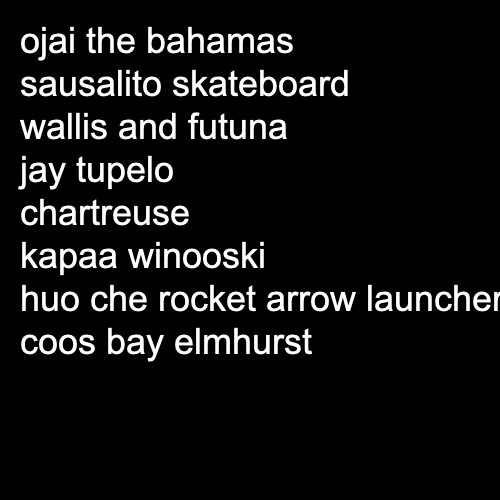 ojai the bahamas
sausalito skateboard
wallis and futuna
jay tupelo
chartreuse
kapaa winooski
huo che rocket arrow launcher
coos bay elmhurst